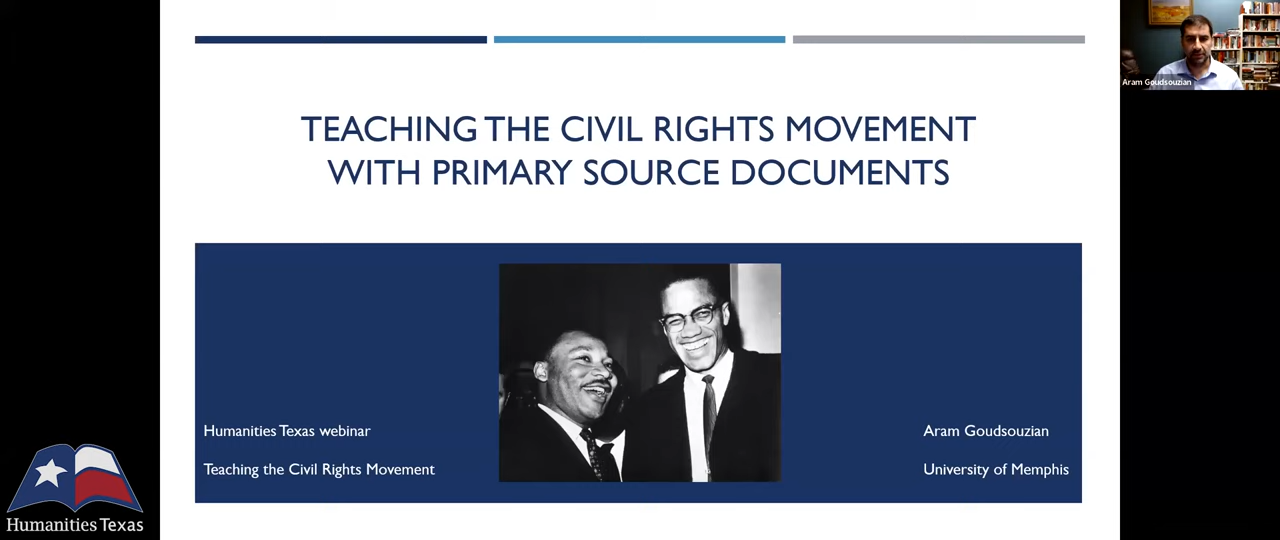 Aram Goudsouzian
TEACHING THE CIVIL RIGHTS MOVEMENT
WITH PRIMARY SOURCE DOCUMENTS
Humanities Texas webinar
Teaching the Civil Rights Movement
Aram Goudsouzian
University of Memphis
Humanities Texas